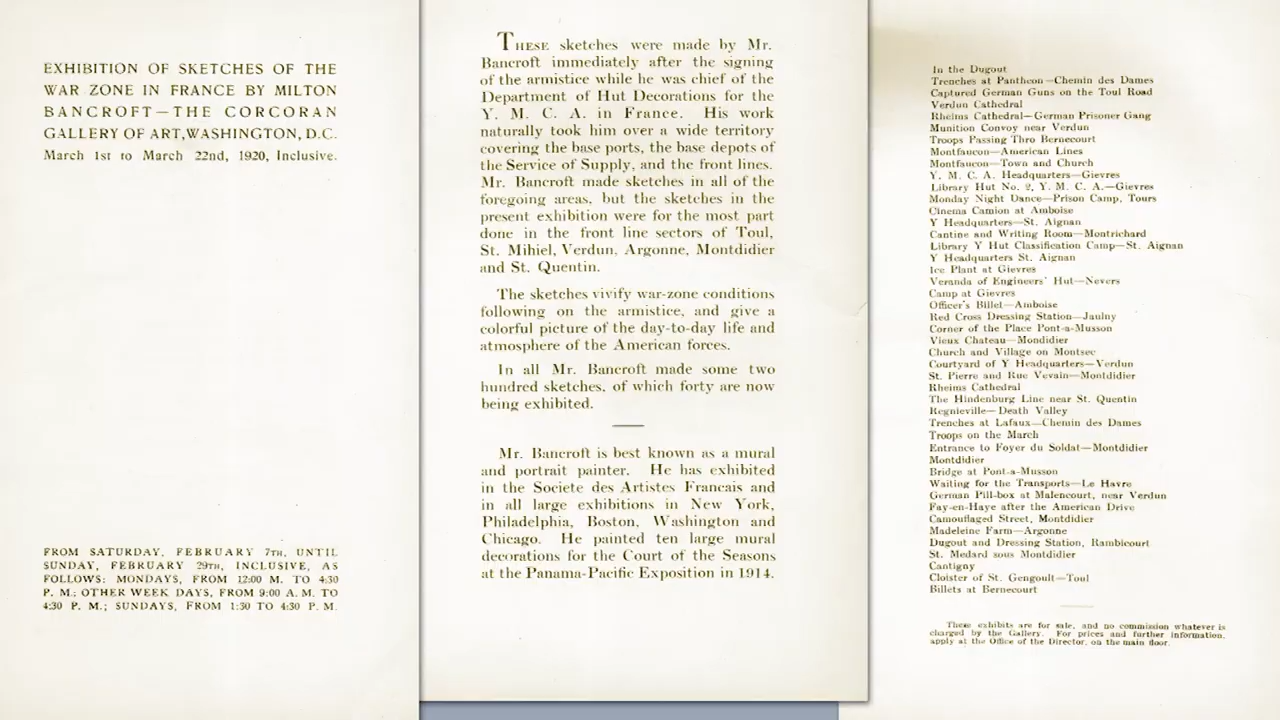 EXHIBITION OF SKETCHES OF THE
WAR ZONE IN FRANCE BY MILTON
BANCROFT—THE CORCORAN
GALLERY OF ART, WASHINGTON, D.C.
March 1st to March 22nd, 1920, Inclusive.
FROM SATURDAY, FEBRUARY 7TH, UNTIL
SUNDAY, FEBRUARY 29TH, INCLUSIVE, AS
FOLLOWS: MONDAYS, FROM 12:00 M. TO 4:30
P. M.; OTHER WEEK DAYS, FROM 9:00 A. M. TO
4:30 P. M.; SUNDAYS, FROM 1:30 TO 4:30 P. M.
THESE sketches were made by Mr.
Bancroft immediately after the signing
of the armistice while he was chief of the
Department of Hut Decorations for the
Y. M. C. A. in France. His work
naturally took him over a wide territory
covering the base ports, the base depots of
the Service of Supply, and the front lines.
Mr. Bancroft made sketches in all of the
foregoing areas, but the sketches in the
present exhibition were for the most part
done in the front line sectors of Toul,
St. Mihiel, Verdun, Argonne, Montdidier
and St. Quentin.
The sketches vivify war-zone conditions
following on the armistice, and give a
colorful picture of the day-to-day life and
atmosphere of the American forces.
In all Mr. Bancroft made some two
hundred sketches, of which forty are now
being exhibited.
Mr. Bancroft is best known as a mural
and portrait painter. He has exhibited
in the Societe des Artistes Francais and
in all large exhibitions in New York,
Philadelphia, Boston, Washington and
Chicago. He painted ten large mural
decorations for the Court of the Seasons
at the Panama-Pacific Exposition in 1914.
In the Dugout
Trenches at Pantheon—Chemin des Dames
Captured German Guns on the Toul Road
Verdun Cathedral
Rheims Cathedral—German Prisoner Gang
Munition Convoy near Verdun
Troops Passing Thro Bernecourt
Montfaucon—American Lines
Montfaucon—Town and Church
Y. M. C. A. Headquarters—Gievres
Library Hut No. 2, Y. M. C. A.—Gievres
Monday Night Dance—Prison Camp, Tours
Cinema Camion at Amboise
Y Headquarters—St. Aignan
Cantine and Writing Room—Montrichard
Library Y Hut Classification Camp—St. Aignan
Y Headquarters St. Aignan
Ice Plant at Gievres
Veranda of Engineers' Hut—Nevers
Camp at Gievres
Officer's Billet—Amboise
Red Cross Dressing Station—Jaulny
Corner of the Place Pont-a-Musson
Vieux Chateau—Mondidier
Church and Village on Montsec
Courtyard of Y Headquarters—Verdun
St. Pierre and Rue Vevain—Montdidier
Rheims Cathedral
The Hindenburg Line near St. Quentin
Regnieville—Death Valley
Trenches at Lafaux—Chemin des Dames
Troops on the March
Entrance to Foyer du Soldat—Montdidier
Montdidier
Bridge at Pont-a-Musson
Waiting for the Transports—Le Havre
German Pill-box at Malencourt, near Verdun
Fay-en-Haye after the American Drive
Camouflaged Street, Montdidier
Madeleine Farm—Argonne
Dugout and Dressing Station, Rambicourt
St. Medard sous Montdidier
Cantigny
Cloister of St. Gengoult—Toul
Billets at Bernecourt
These exhibits are for sale, and no commission whatever is
charged by the Gallery. For prices and further information,
apply at the Office of the Director, on the main floor.